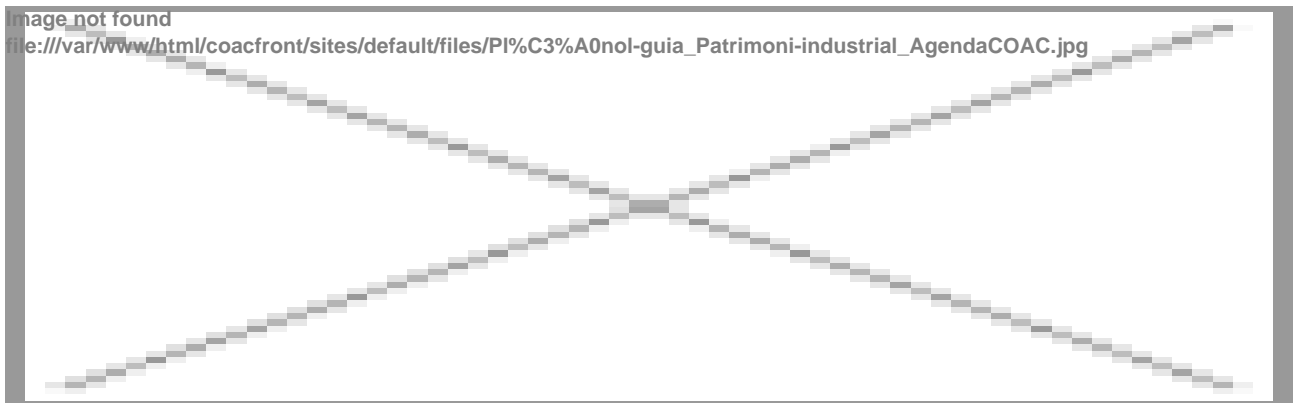 Image not found
file:///var/www/html/coacfront/sites/default/files/Pl%C3%A0nol-guia_Patrimoni-industrial_AgendaCOAC.jpg